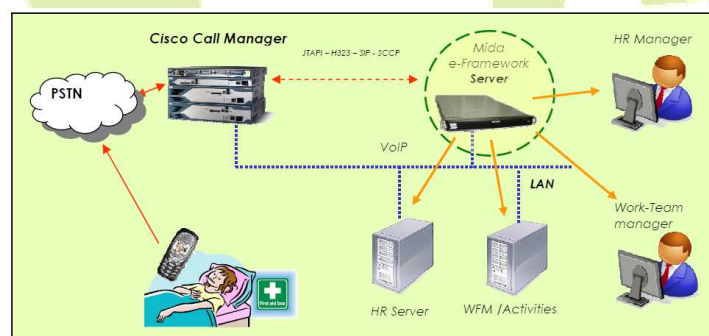 Cisco Call Manager
JTAPI – H323 – SIP - SCCP
Mida
e-Framework
Server
HR Manager
PSTN
VoIP
LAN
Work-Team
manager
First aid box
HR Server
WFM /Activities